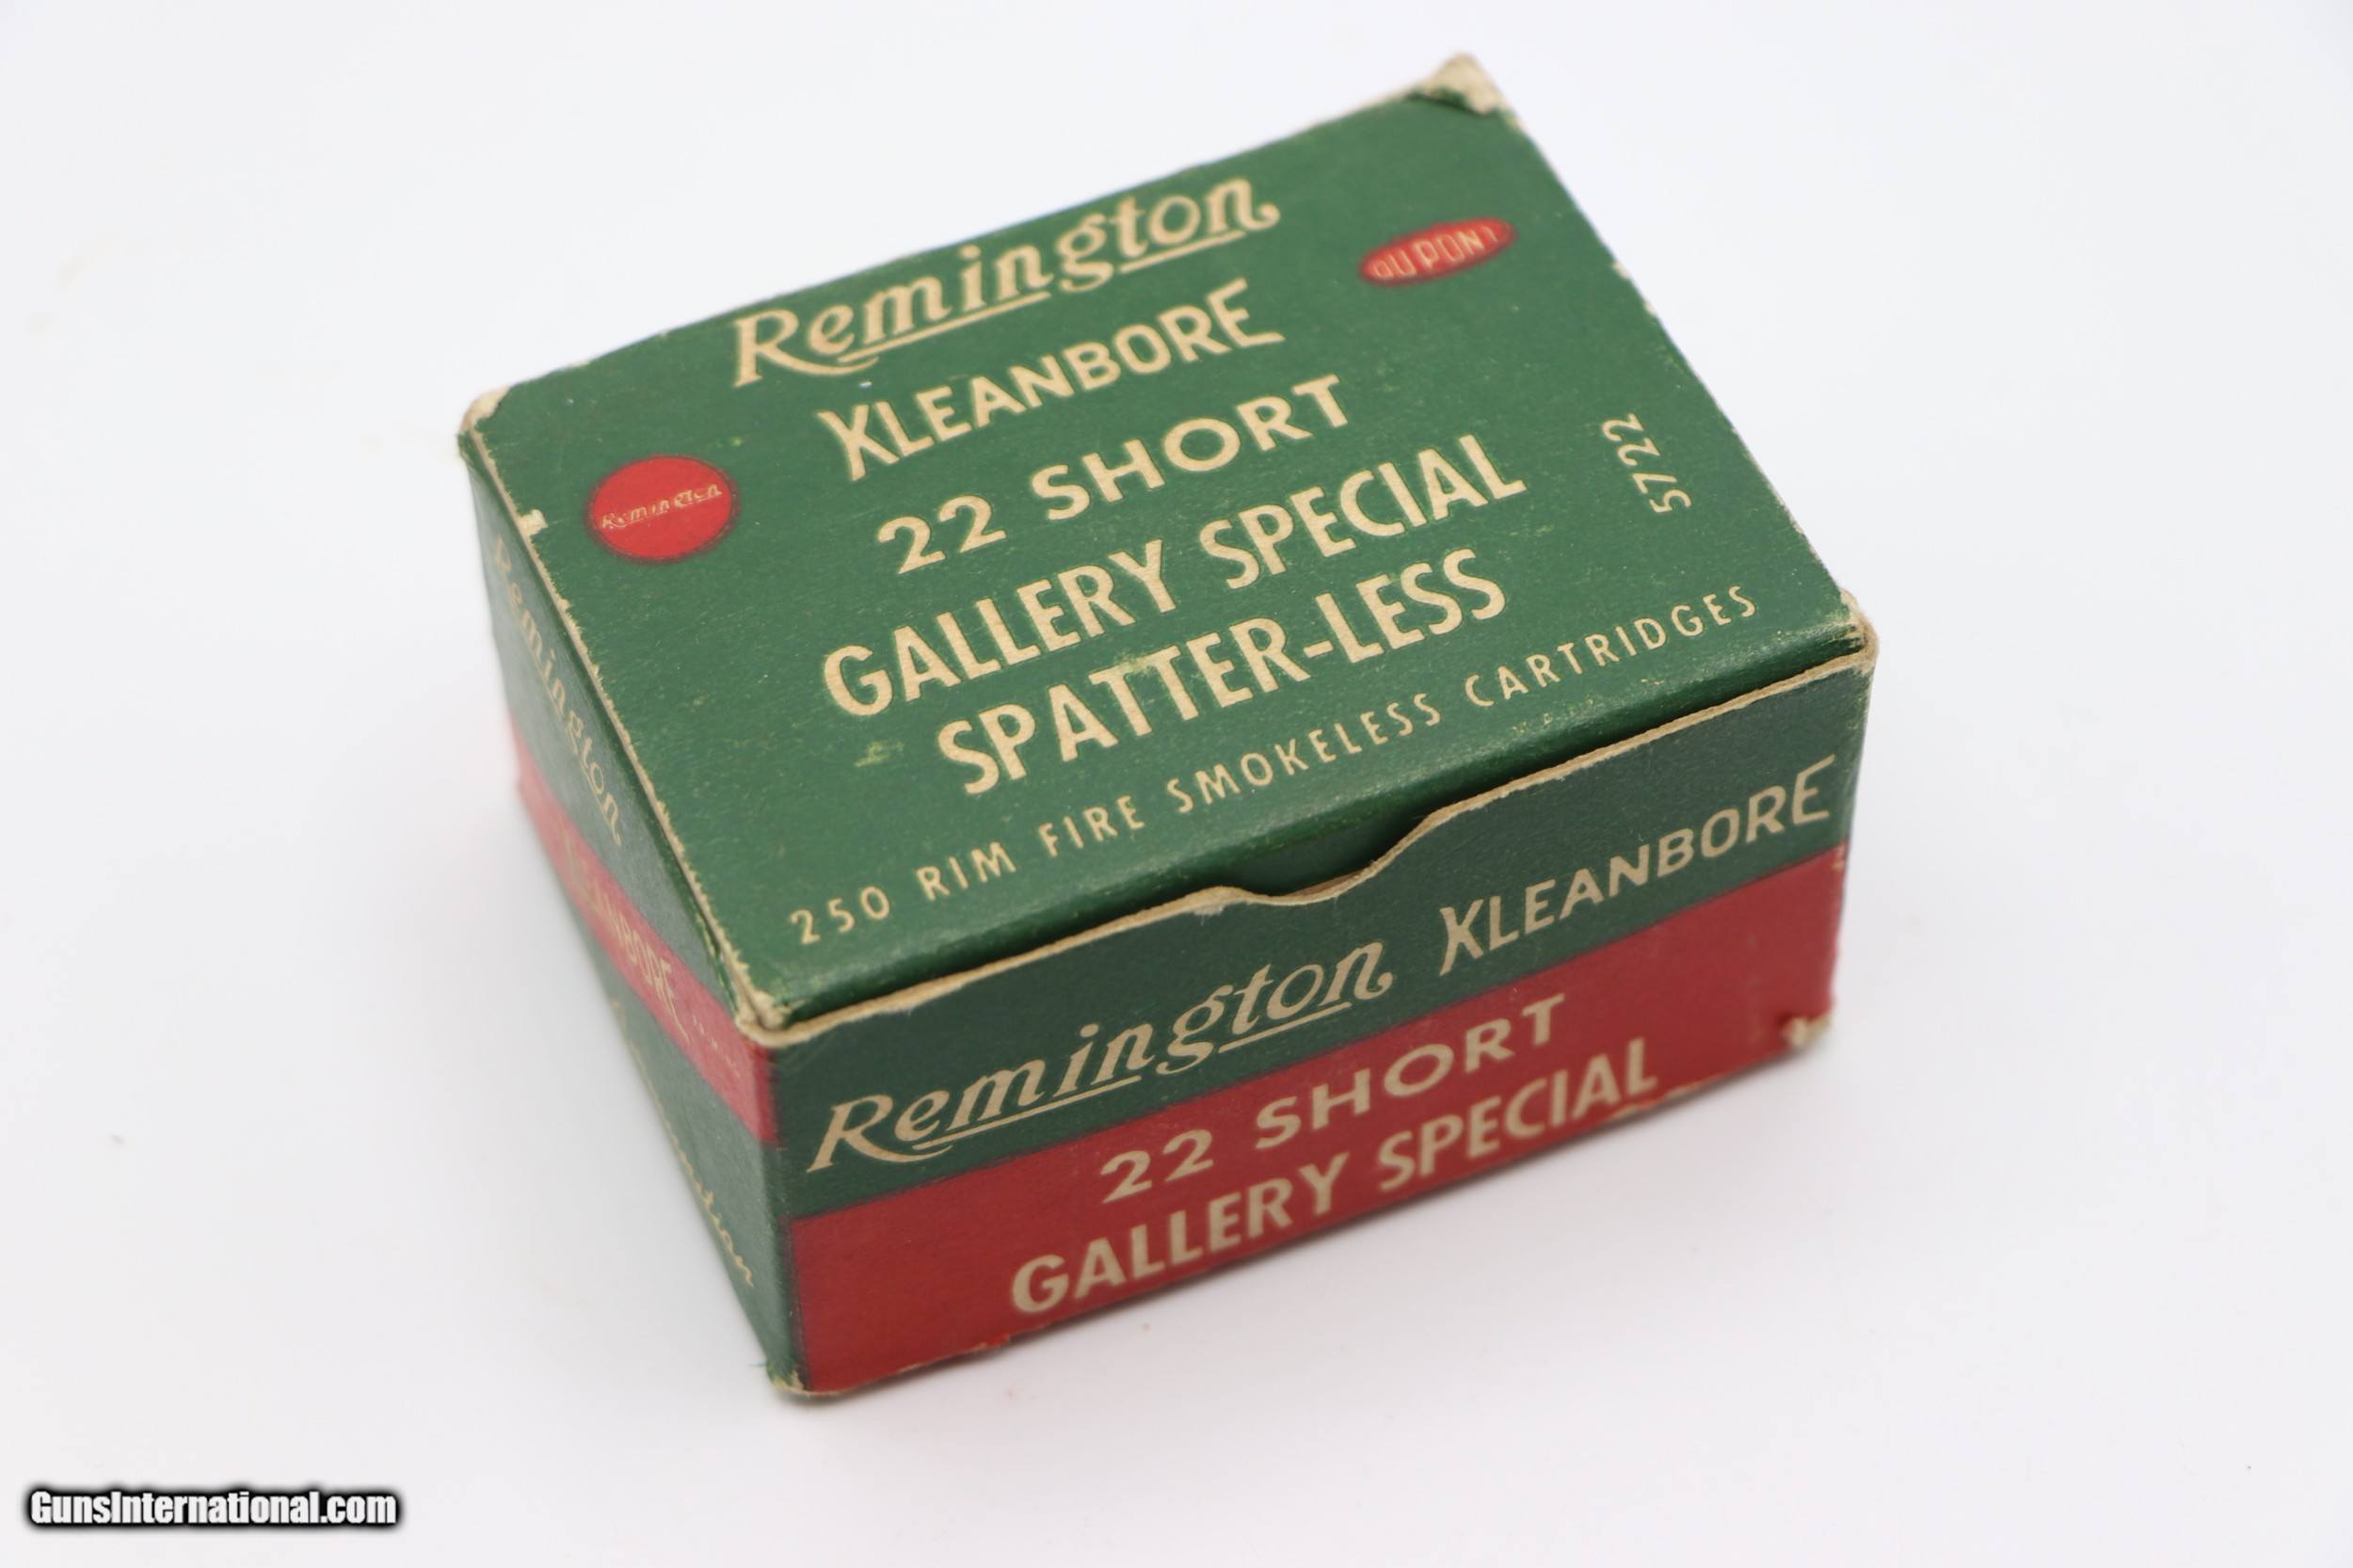 Remington
DU PONT
KLEANBORE
Remington
22 SHORT
5722
GALLERY SPECIAL
SPATTER-LESS
250 RIM FIRE SMOKELESS CARTRIDGES
Remington KLEANBORE
22 SHORT
GALLERY SPECIAL
Remington
KLEANBORE
GunsInternational.com